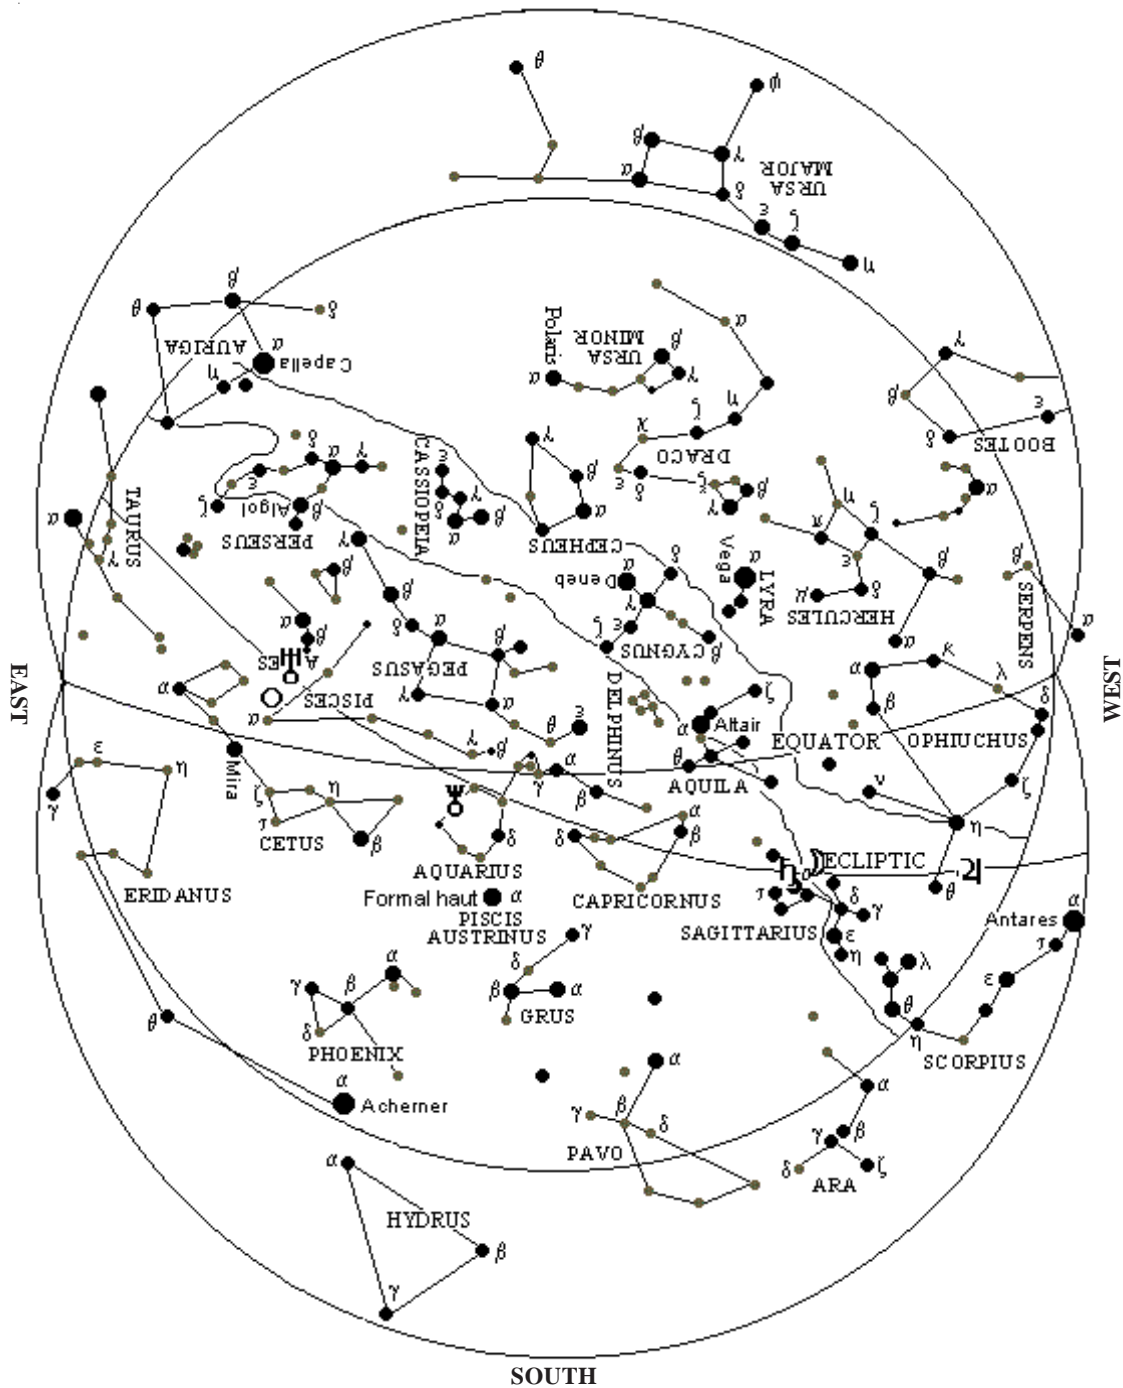 θ
φ
β
γ
α
δ
URSA
MAJOR
ε
ζ
η
β
θ
δ
α
AURIGA
Capella
η
Polaris
α
URSA
MINOR
β
γ
α
η
ζ
κ
DRACO
ε
δ
ξ
β
γ
γ
β
δ
ε
BOOTES
TAURUS
α
γ
δ
α
γ
ε
ζ
Algol
β
PERSEUS
CASSIOPEIA
ε
γ
δ
α
β
γ
β
α
CEPHEUS
η
π
ζ
ε
α
β
μ
δ
HERCULES
α
β
SERPENS
α
γ
β
δ
α
β
PEGASUS
γ
α
θ
ε
α
Deneb
δ
γ
ε
ζ
CYGNUS
β
Vega
α
LYRA
β
α
β
A
ES
PISCES
α
γ
β
DELPHINUS
ζ
α
Altair
θ
AQUILA
EQUATOR
α
κ
β
λ
δ
OPHIUCHUS
ν
ζ
η
θ
EAST
WEST
α
Mira
ε
γ
η
ζ
η
τ
CETUS
β
ERIDANUS
γ
α
β
δ
AQUARIUS
Formal haut
α
PISCIS
AUSTRINUS
α
δ
β
CAPRICORNUS
ECLIPTIC
τ
σ
δ
γ
SAGITTARIUS
ε
η
α
Antares
τ
λ
ε
θ
η
SCORPIUS
γ
δ
β
α
GRUS
α
γ
β
δ
PHOENIX
θ
α
Acherner
α
γ
β
δ
PAVO
α
β
γ
δ
ζ
ARA
α
HYDRUS
β
γ
SOUTH